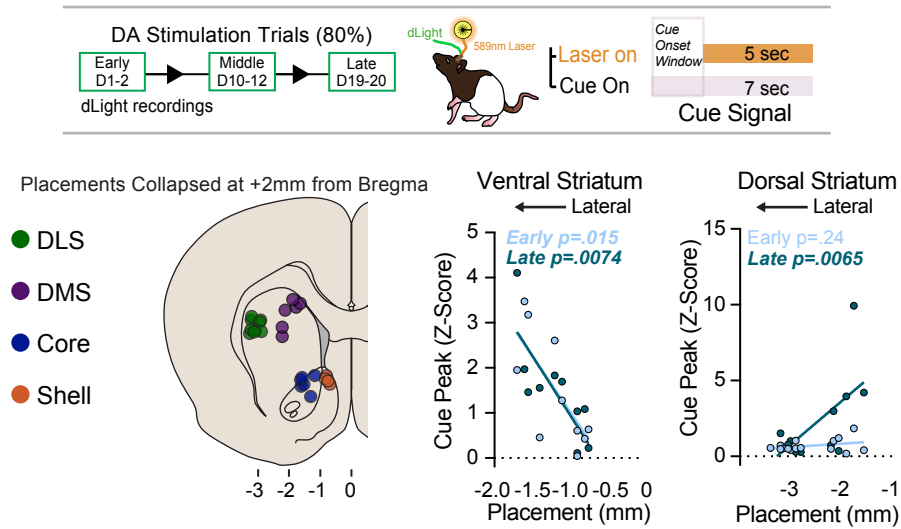 DA Stimulation Trials (80%)
Early
D1-2
Middle
D10-12
Late
D19-20
dLight recordings
dLight
589nm Laser
Laser on
Cue On
Cue
Onset
Window
5 sec
7 sec
Cue Signal
Placements Collapsed at +2mm from Bregma
DLS
DMS
Core
Shell
-3 -2 -1 0
Ventral Striatum
Lateral
Early p=.015
Late p=.0074
Cue Peak (Z-Score)
5
4
3
2
1
0
-2.0 -1.5 -1.0 -0.5 0
Placement (mm)
Dorsal Striatum
Lateral
Early p=.24
Late p=.0065
Cue Peak (Z-Score)
15
10
5
0
-3 -2 -1
Placement (mm)